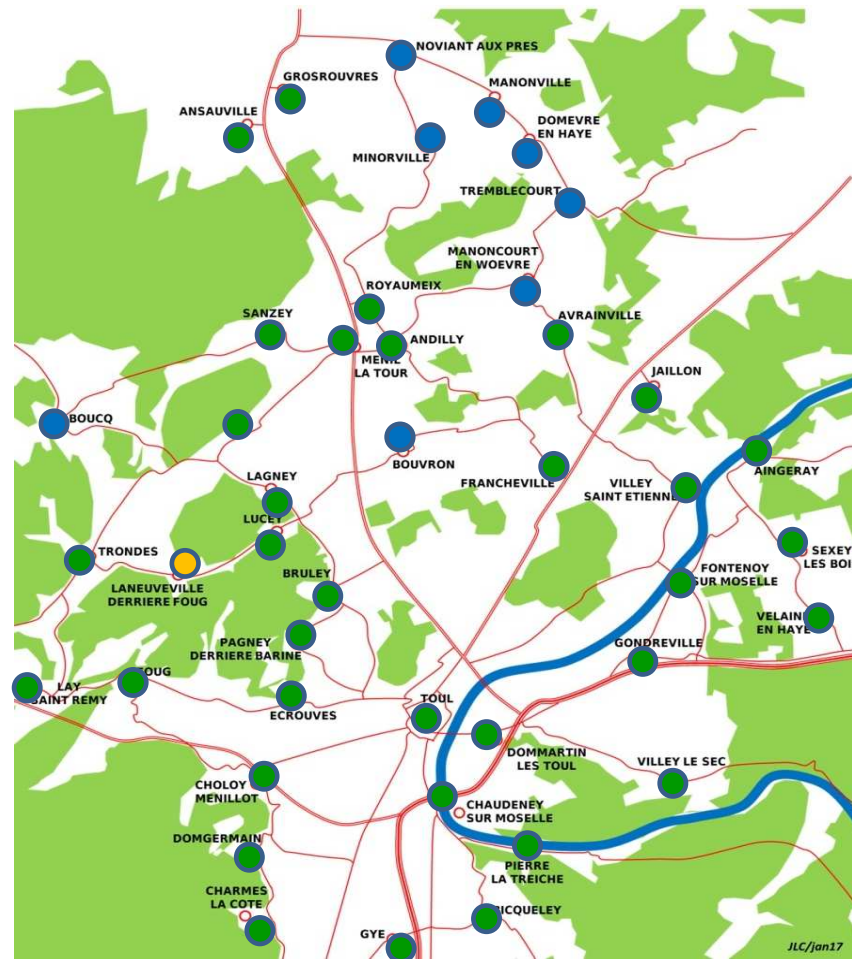 NOVIANT AUX PRES
GROSROUVRES
MANONVILLE
ANSAUVILLE
DOMEVRE
EN HAYE
MINORVILLE
TREMBLECOURT
MANONCOURT
EN WOEVRE
ROYAUMEIX
SANZEY
AVRAINVILLE
ANDILLY
MENIL
LA TOUR
JAILLON
BOUCQ
BOUVRON
AINGERAY
LAGNEY
FRANCHEVILLE
VILLEY
SAINT ETIENNE
LUCEY
TRONDES
SEXEY
LES BOI
LANEUVEVILLE
DERRIERE FOUG
BRULEY
FONTENOY
SUR MOSELLE
VELAINE
EN HAYE
PAGNEY
DERRIERE BARINE
GONDREVILLE
FOUG
LAY
SAINT REMY
ECROUVES
TOUL
DOMMARTIN
LES TOUL
VILLEY LE SEC
CHOLOY
MENILLOT
CHAUDENEY
SUR MOSELLE
DOMGERMAIN
PIERRE
LA TREICHE
CHARMES
LA COTE
BICQUELEY
GYE
JLC/jan17